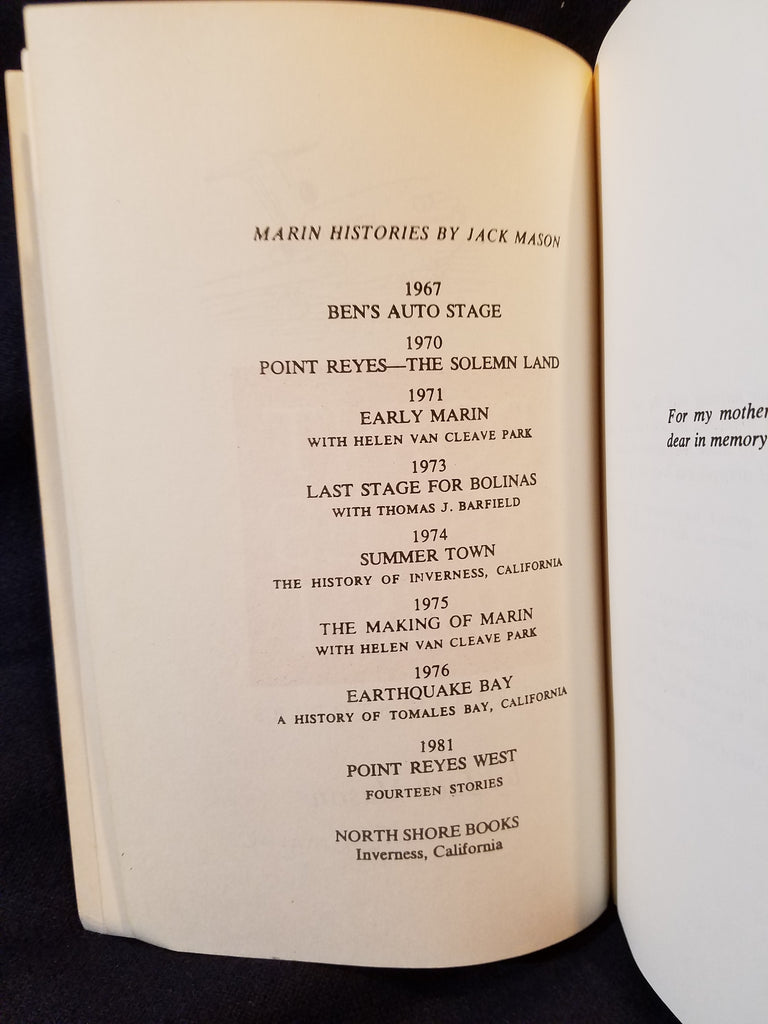 MARIN HISTORIES BY JACK MASON
1967
BEN'S AUTO STAGE
1970
POINT REYES—THE SOLEMN LAND
1971
EARLY MARIN
WITH HELEN VAN CLEAVE PARK
1973
LAST STAGE FOR BOLINAS
WITH THOMAS J. BARFIELD
1974
SUMMER TOWN
THE HISTORY OF INVERNESS, CALIFORNIA
1975
THE MAKING OF MARIN
WITH HELEN VAN CLEAVE PARK
1976
EARTHQUAKE BAY
A HISTORY OF TOMALES BAY, CALIFORNIA
1981
POINT REYES WEST
FOURTEEN STORIES
NORTH SHORE BOOKS
Inverness, California
For my mother
dear in memory